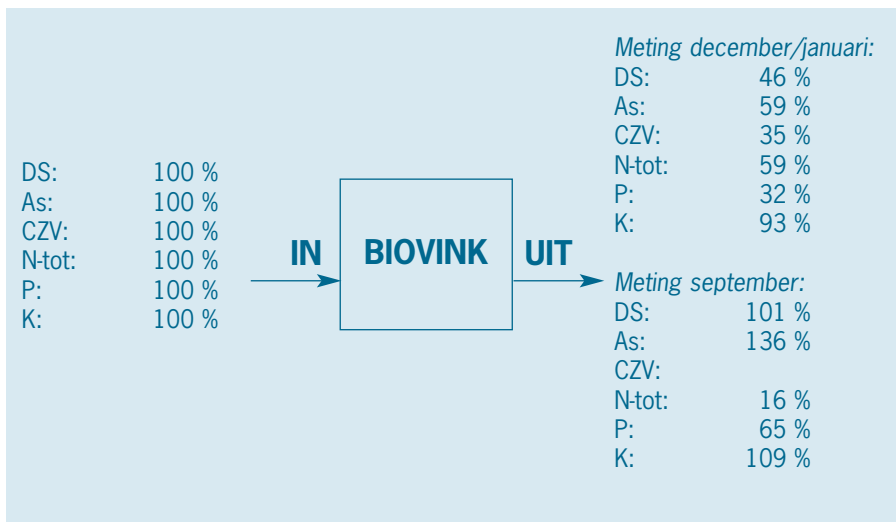 DS: 100 %
As: 100 %
CZV: 100 %
N-tot: 100 %
P: 100 %
K: 100 %
IN
BIOVINK
UIT
Meting december/januari:
DS: 46 %
As: 59 %
CZV: 35 %
N-tot: 59 %
P: 32 %
K: 93 %
Meting september:
DS: 101 %
As: 136 %
CZV:
N-tot: 16 %
P: 65 %
K: 109 %